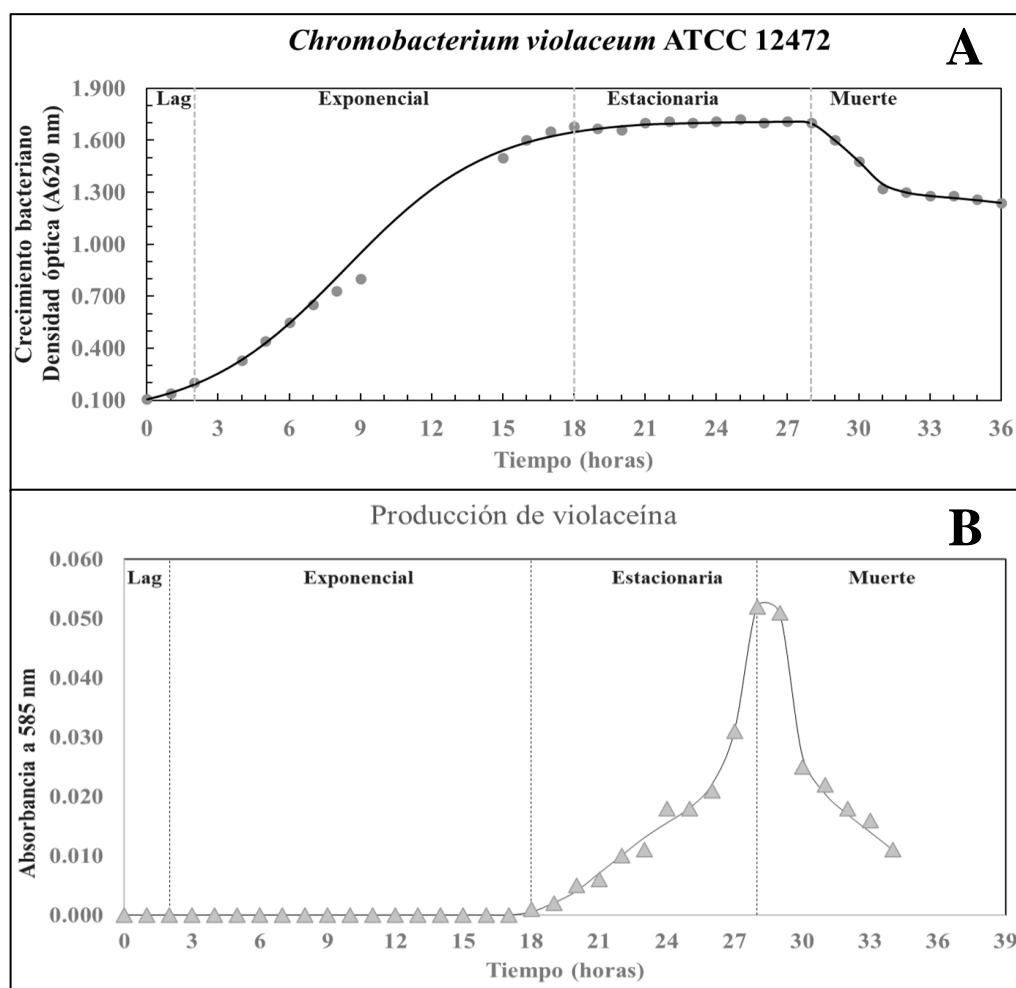 Chromobacterium violaceum ATCC 12472
A
Lag Exponencial Estacionaria Muerte
1.900
1.600
1.300
1.000
0.700
0.400
0.100
Crecimiento bacteriano
Densidad óptica (A620 nm)
0 3 6 9 12 15 18 21 24 27 30 33 36
Tiempo (horas)
Producción de violaceína
B
Lag Exponencial Estacionaria Muerte
0.060
0.050
0.040
0.030
0.020
0.010
0.000
Absorbancia a 585 nm
0 3 6 9 12 15 18 21 24 27 30 33 36 39
Tiempo (horas)